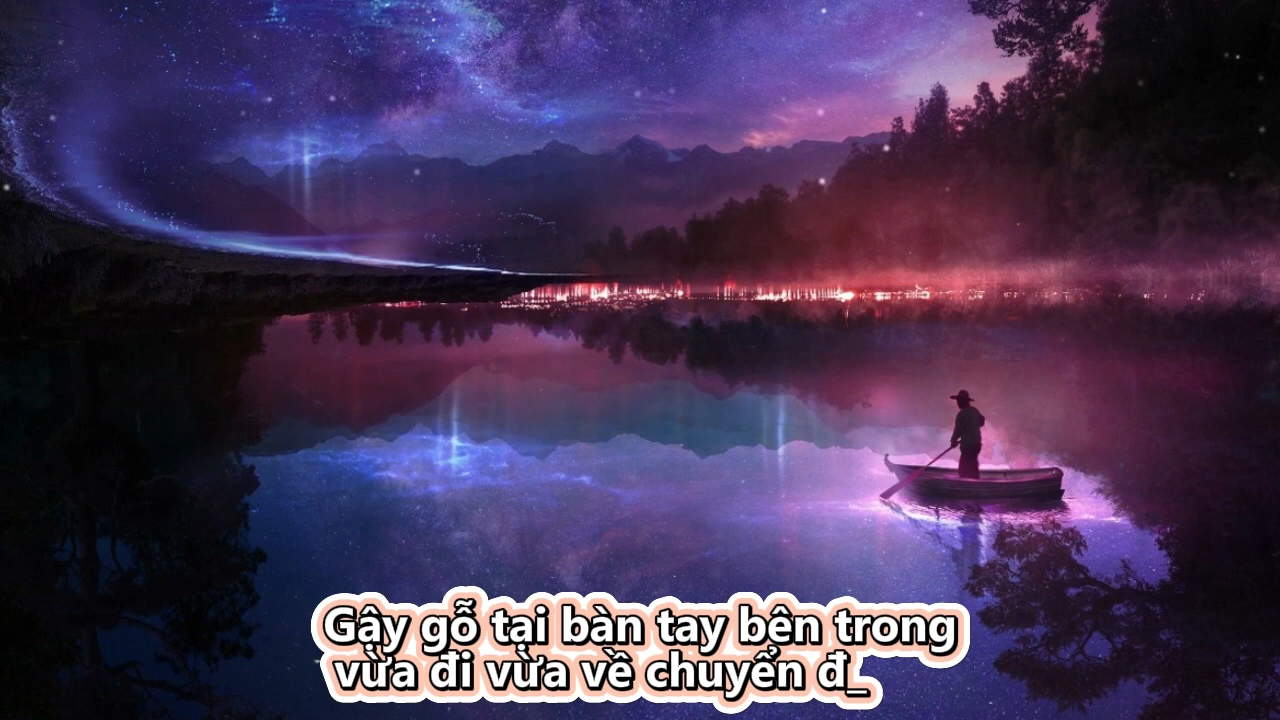 Gậy gỗ tại bàn tay bên trong
vừa đi vừa về chuyển đ_